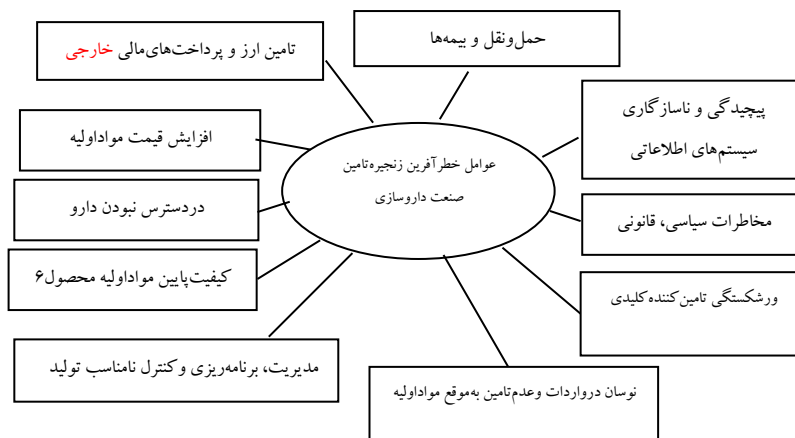 حمل‌ونقل و بیمه‌ها
تامین ارز و پرداخت‌های‌مالی خارجی
پیچیدگی و ناسازگاری
سیستم‌های اطلاعاتی
افزایش قیمت مواداولیه
عوامل خطرآفرین زنجیره‌تامین
صنعت داروسازی
دردسترس نبودن دارو
مخاطرات سیاسی، قانونی
کیفیت‌پایین مواداولیه محصول۶
ورشکستگی تامین‌کننده‌کلیدی
مدیریت، برنامه‌ریزی وکنترل نامناسب تولید
نوسان درواردات وعدم‌تامین به‌موقع مواداولیه